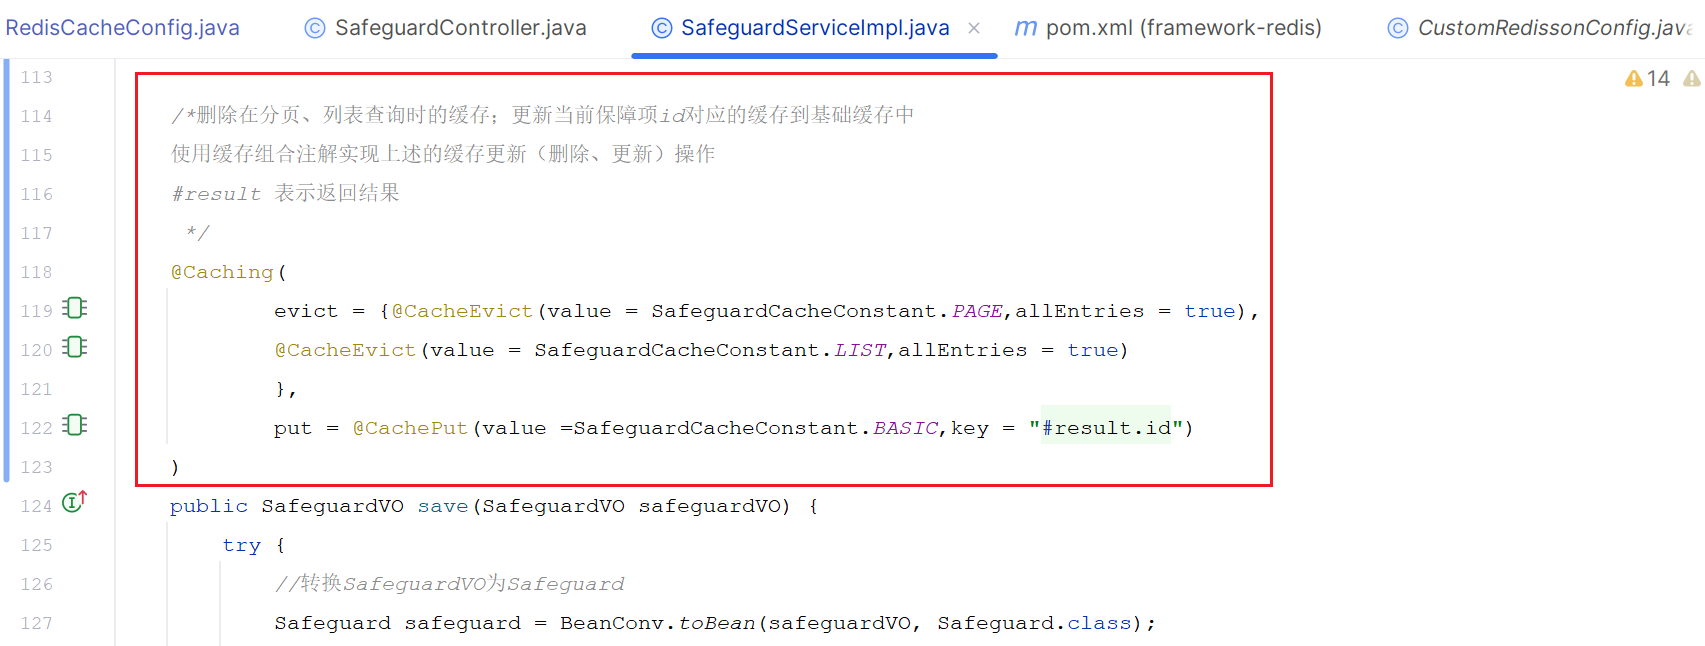 RedisCacheConfig.java SafeguardController.java SafeguardServiceImpl.java × pom.xml (framework-redis) CustomRedissonConfig.java
14
113
114 /*删除在分页、列表查询时的缓存；更新当前保障项id对应的缓存到基础缓存中
115 使用缓存组合注解实现上述的缓存更新（删除、更新）操作
116 #result 表示返回结果
117 */
118 @Caching(
119 evict = {@CacheEvict(value = SafeguardCacheConstant.PAGE,allEntries = true),
120 @CacheEvict(value = SafeguardCacheConstant.LIST,allEntries = true)
121 },
122 put = @CachePut(value =SafeguardCacheConstant.BASIC,key = "#result.id")
123 )
124 public SafeguardVO save(SafeguardVO safeguardVO) {
125 try {
126 //转换SafeguardVO为Safeguard
127 Safeguard safeguard = BeanConv.toBean(safeguardVO, Safeguard.class);